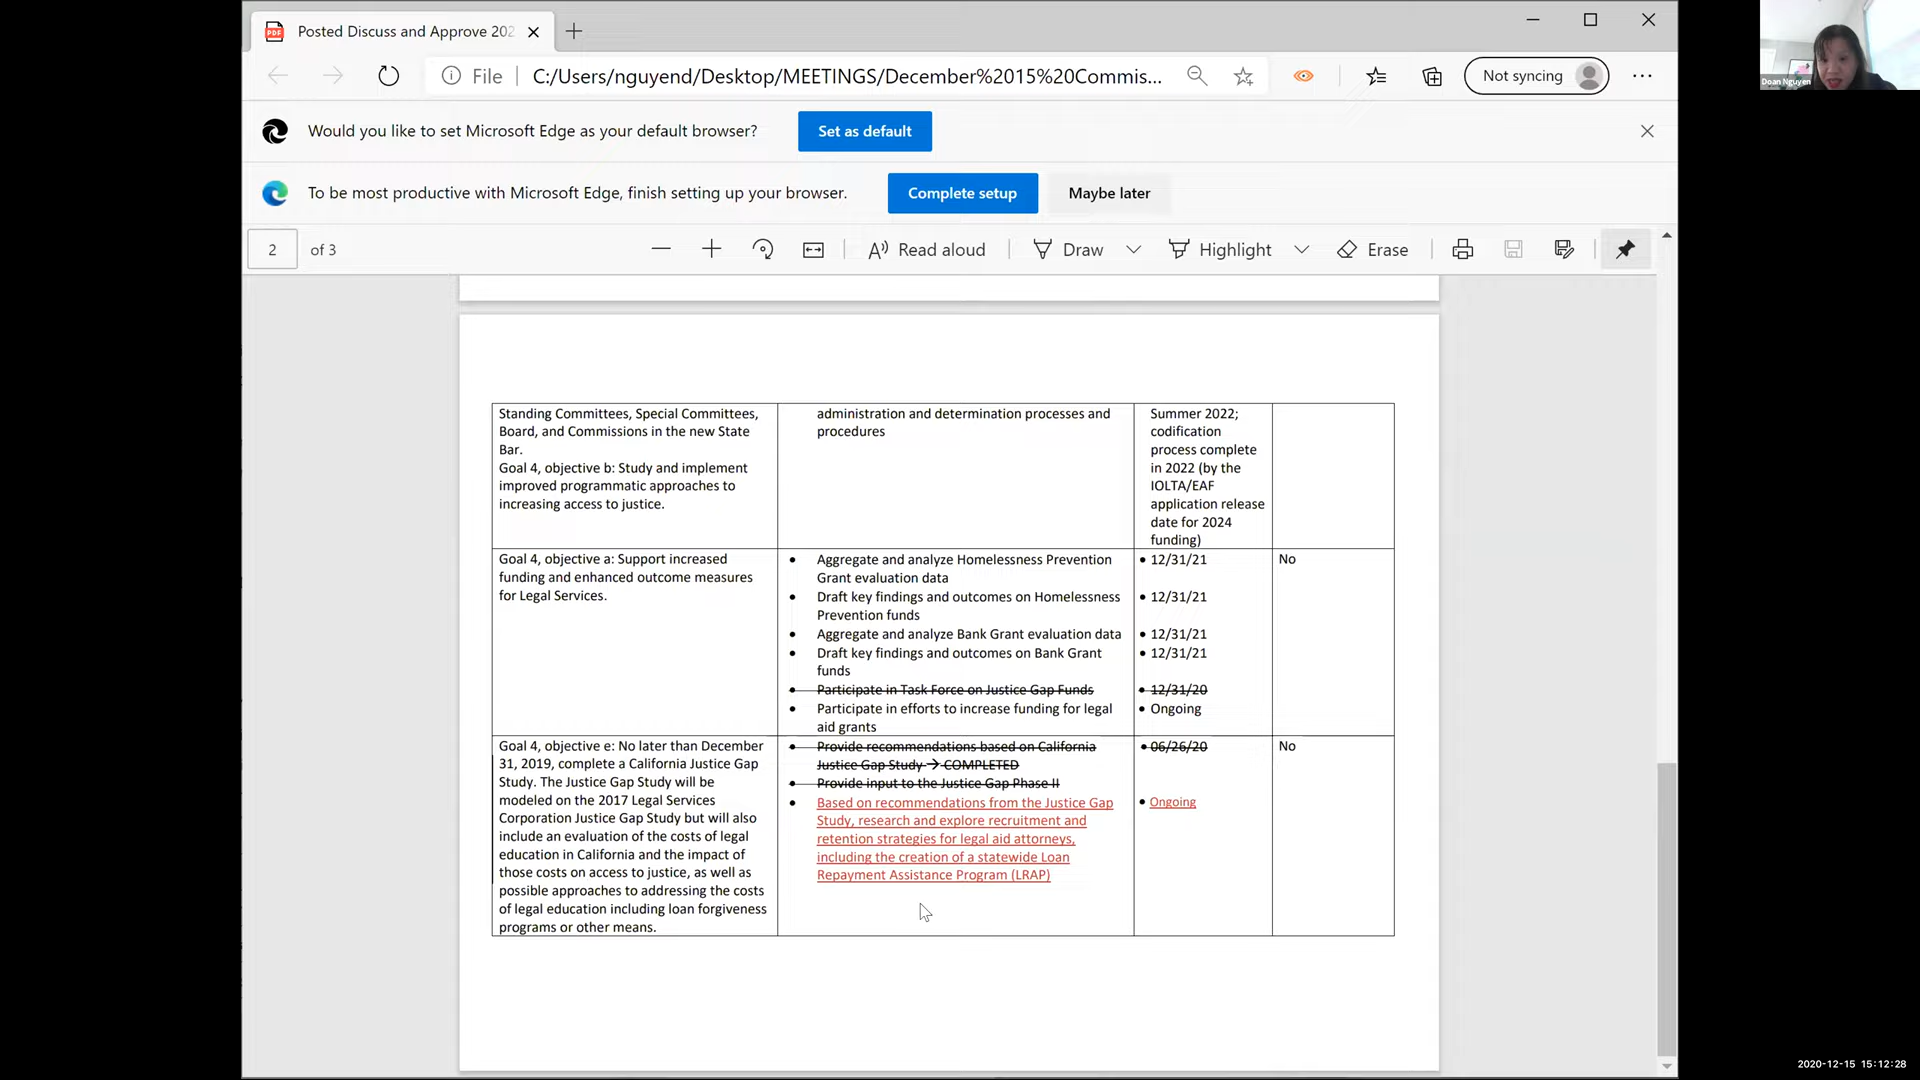 PDF
Posted Discuss and Approve 202
File
C:/Users/nguyend/Desktop/MEETINGS/December%2015%20Commis...
Not syncing
Would you like to set Microsoft Edge as your default browser?
Set as default
To be most productive with Microsoft Edge, finish setting up your browser.
Complete setup
Maybe later
2
of 3
Read aloud
Draw
Highlight
Erase
Standing Committees, Special Committees,
Board, and Commissions in the new State
Bar.
Goal 4, objective b: Study and implement
improved programmatic approaches to
increasing access to justice.
administration and determination processes and
procedures
Summer 2022;
codification
process complete
in 2022 (by the
IOLTA/EAF
application release
date for 2024
funding)
Goal 4, objective a: Support increased
funding and enhanced outcome measures
for Legal Services.
• Aggregate and analyze Homelessness Prevention
Grant evaluation data
• Draft key findings and outcomes on Homelessness
Prevention funds
• Aggregate and analyze Bank Grant evaluation data
• Draft key findings and outcomes on Bank Grant
funds
• Participate in Task Force on Justice Gap Funds
• Participate in efforts to increase funding for legal
aid grants
• 12/31/21
• 12/31/21
• 12/31/21
• 12/31/21
• 12/31/20
• Ongoing
No
Goal 4, objective e: No later than December
31, 2019, complete a California Justice Gap
Study. The Justice Gap Study will be
modeled on the 2017 Legal Services
Corporation Justice Gap Study but will also
include an evaluation of the costs of legal
education in California and the impact of
those costs on access to justice, as well as
possible approaches to addressing the costs
of legal education including loan forgiveness
programs or other means.
• Provide recommendations based on California
Justice Gap Study → COMPLETED
• Provide input to the Justice Gap Phase II
• Based on recommendations from the Justice Gap
Study, research and explore recruitment and
retention strategies for legal aid attorneys,
including the creation of a statewide Loan
Repayment Assistance Program (LRAP)
• 06/26/20
• Ongoing
No
Doan Nguyen
2020-12-15 15:12:28